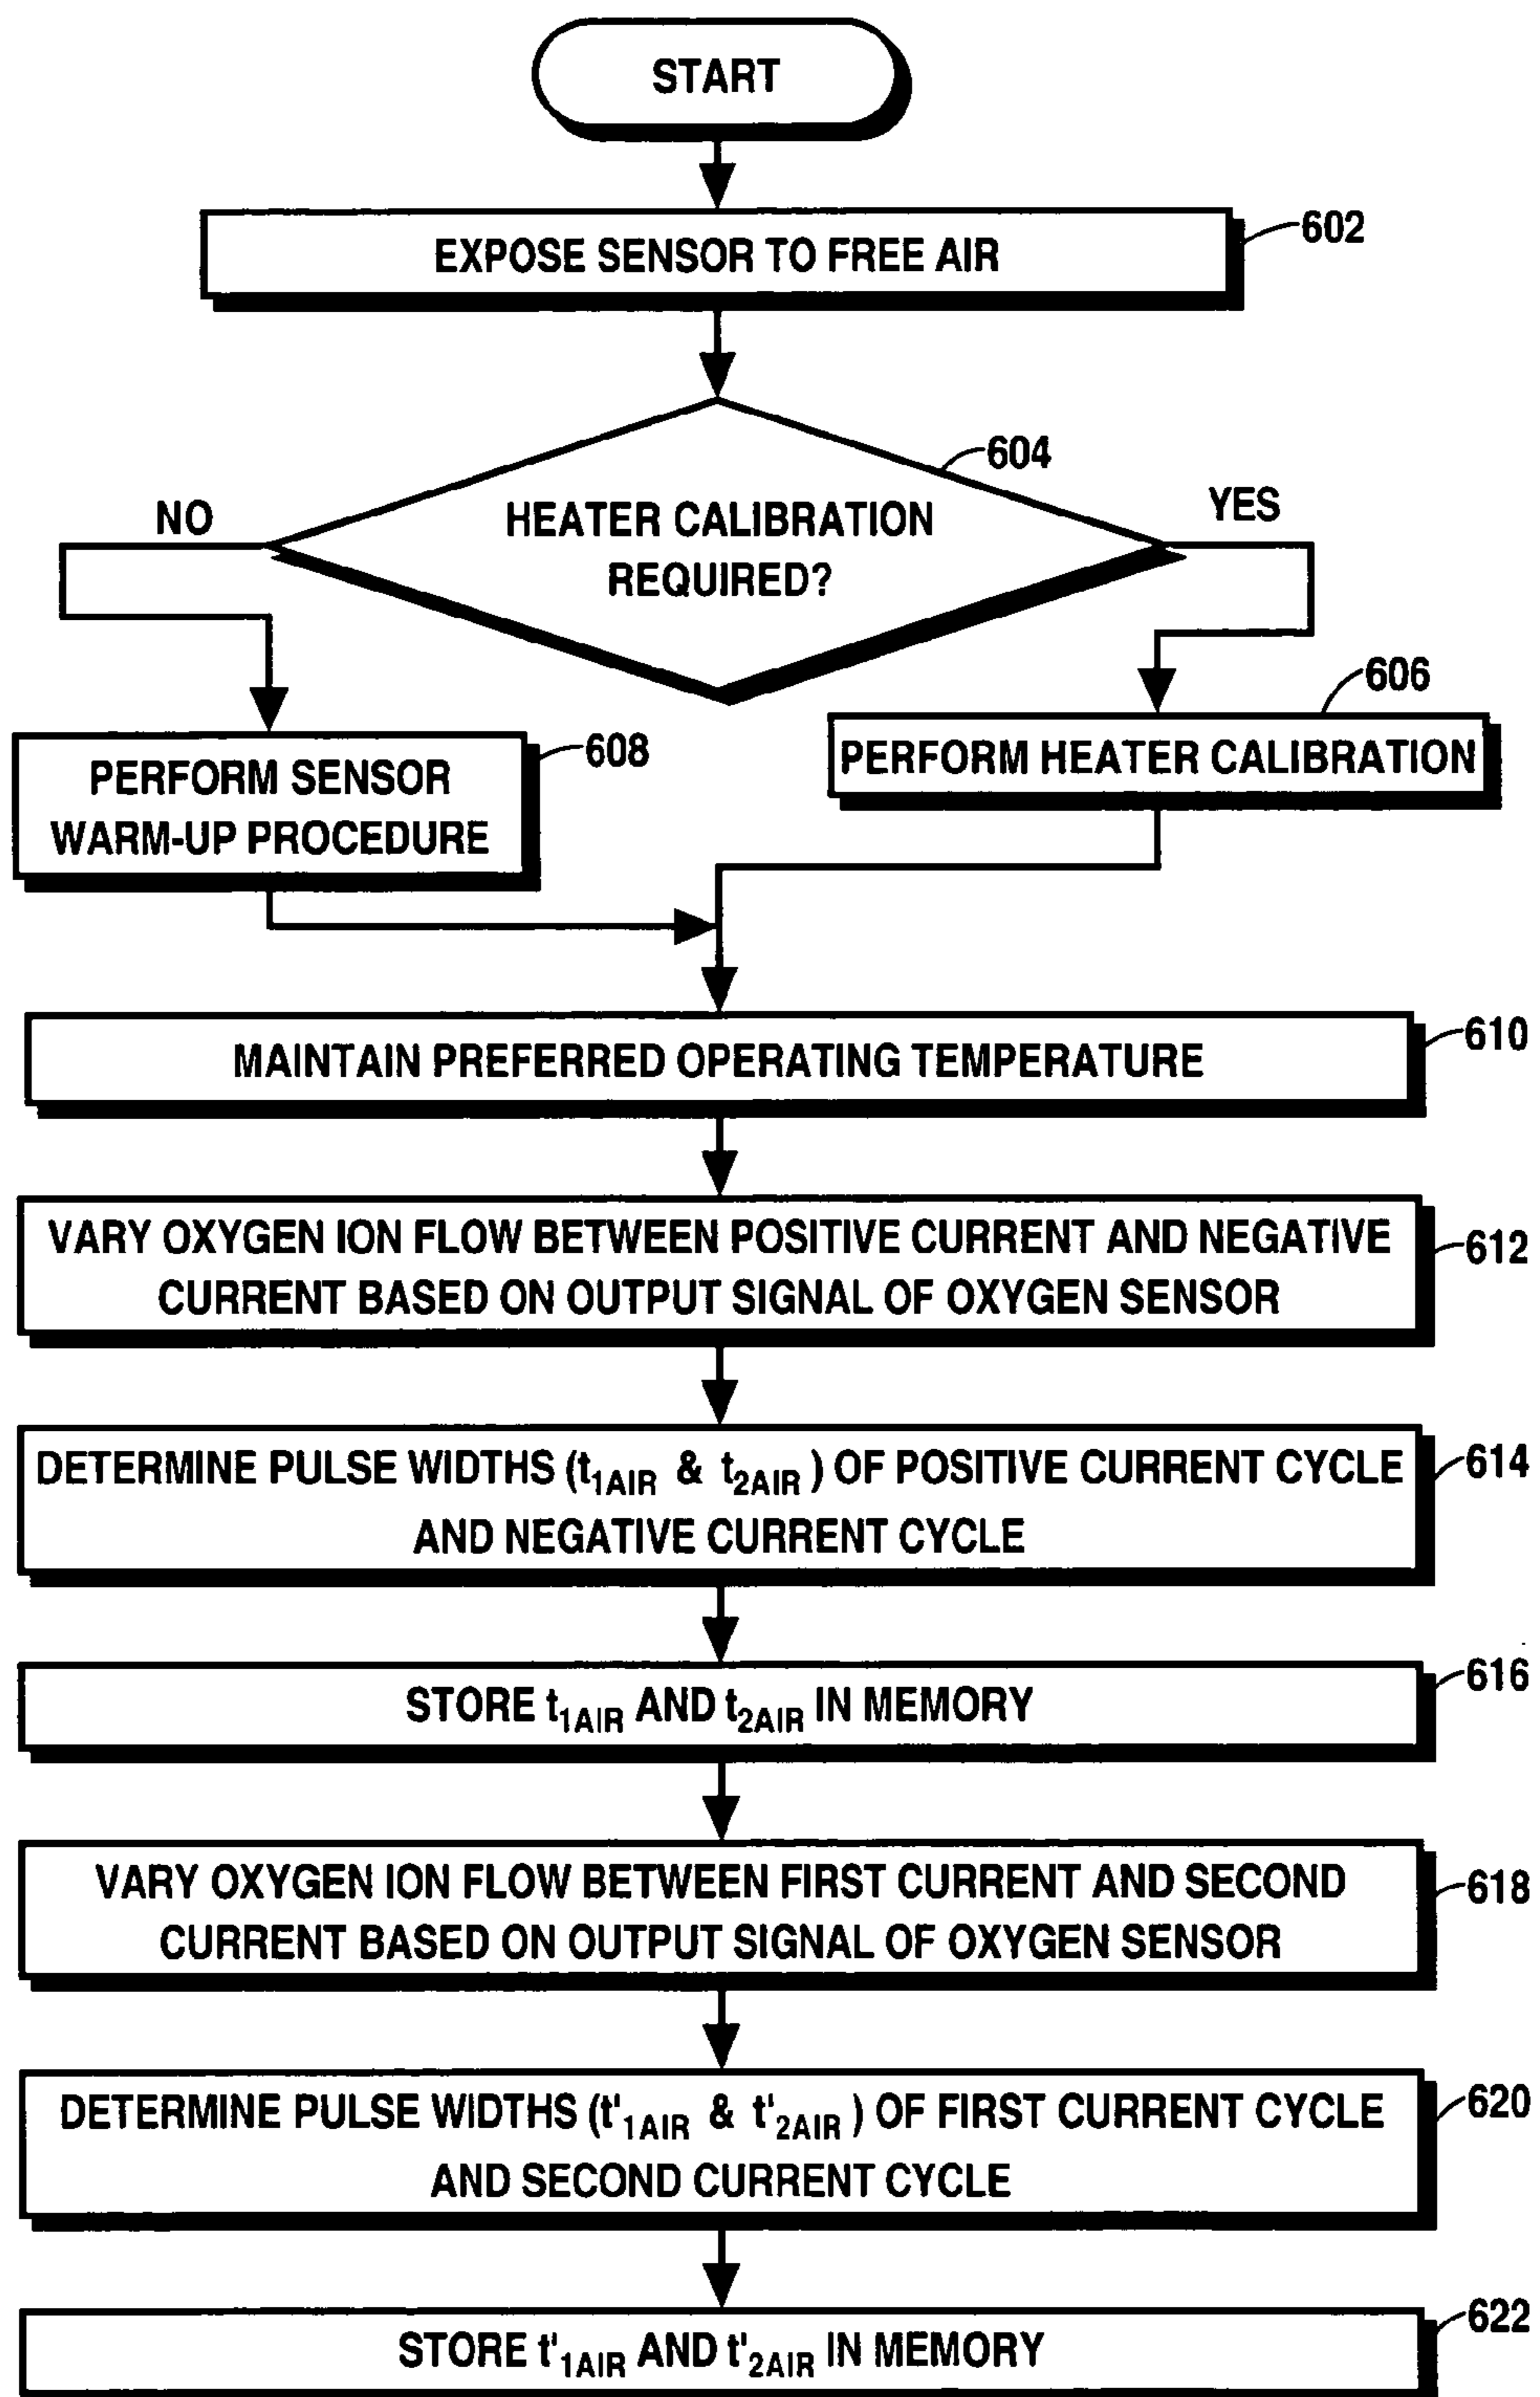 START
EXPOSE SENSOR TO FREE AIR
602
604
HEATER CALIBRATION
REQUIRED?
NO
YES
606
PERFORM HEATER CALIBRATION
608
PERFORM SENSOR
WARM-UP PROCEDURE
610
MAINTAIN PREFERRED OPERATING TEMPERATURE
VARY OXYGEN ION FLOW BETWEEN POSITIVE CURRENT AND NEGATIVE
CURRENT BASED ON OUTPUT SIGNAL OF OXYGEN SENSOR
612
DETERMINE PULSE WIDTHS (t1AIR & t2AIR ) OF POSITIVE CURRENT CYCLE
AND NEGATIVE CURRENT CYCLE
614
STORE t1AIR AND t2AIR IN MEMORY
616
VARY OXYGEN ION FLOW BETWEEN FIRST CURRENT AND SECOND
CURRENT BASED ON OUTPUT SIGNAL OF OXYGEN SENSOR
618
DETERMINE PULSE WIDTHS (t'1AIR & t'2AIR ) OF FIRST CURRENT CYCLE
AND SECOND CURRENT CYCLE
620
STORE t'1AIR AND t'2AIR IN MEMORY
622